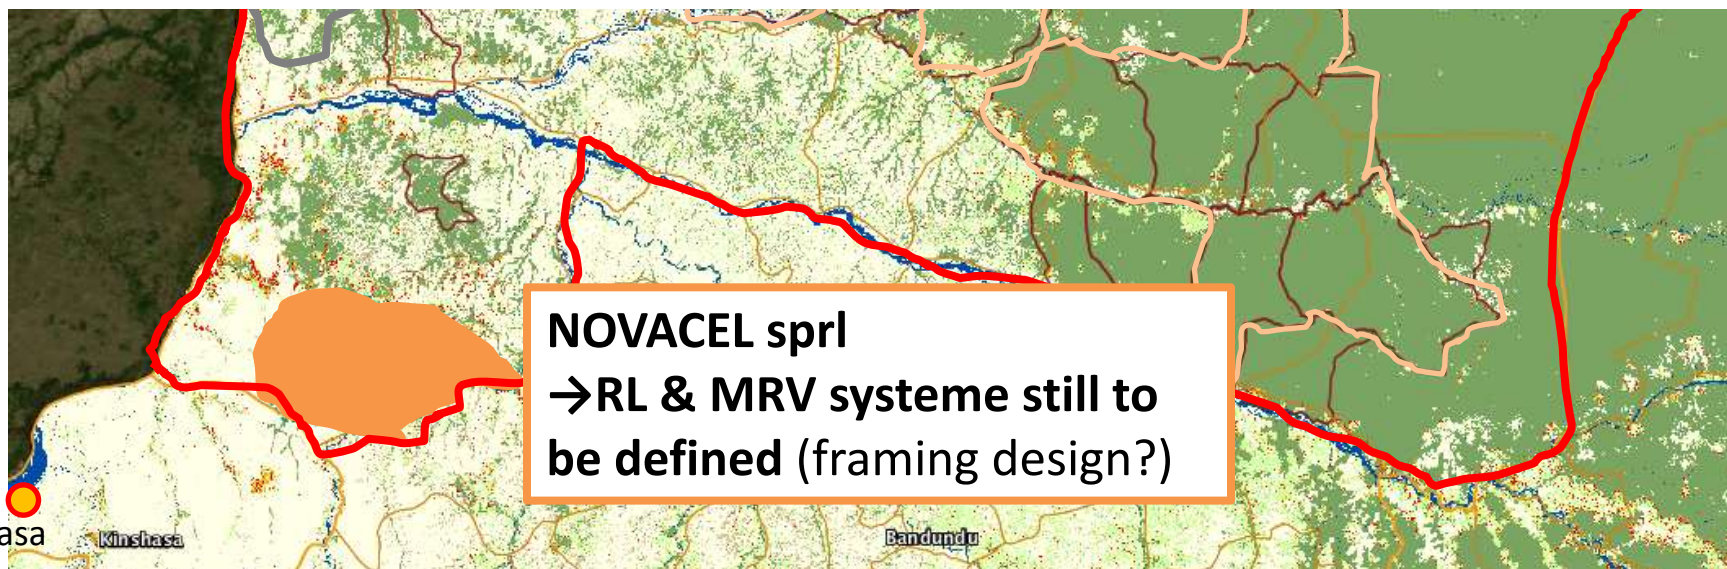 NOVACEL sprl
→RL & MRV systeme still to
be defined (framing design?)
asa
Kinshasa
Bandundu